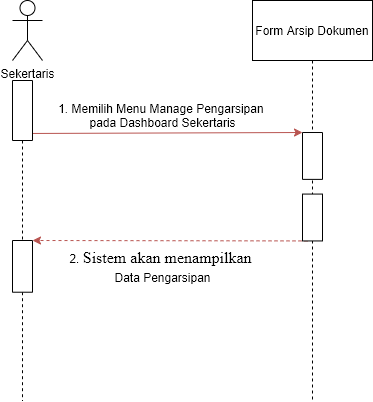 Sekertaris
Form Arsip Dokumen
1. Memilih Menu Manage Pengarsipan
pada Dashboard Sekertaris
2. Sistem akan menampilkan
Data Pengarsipan